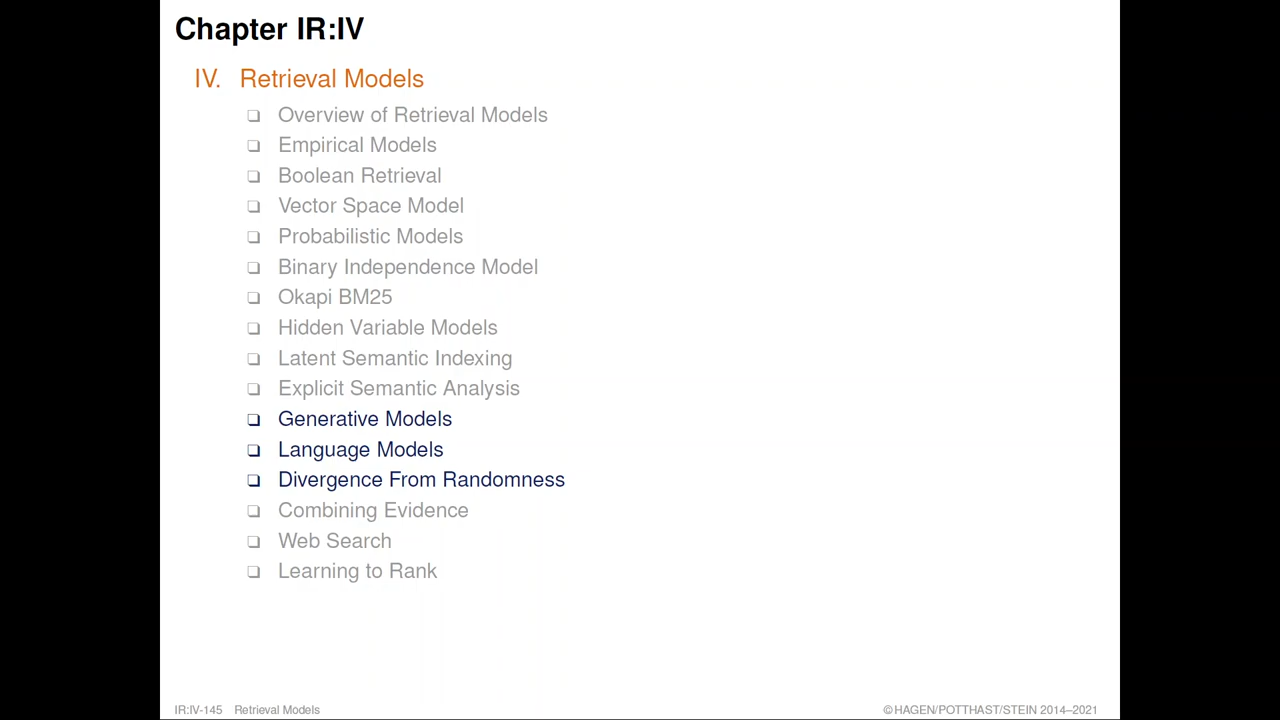 Chapter IR:IV
IV. Retrieval Models
❏ Overview of Retrieval Models
❏ Empirical Models
❏ Boolean Retrieval
❏ Vector Space Model
❏ Probabilistic Models
❏ Binary Independence Model
❏ Okapi BM25
❏ Hidden Variable Models
❏ Latent Semantic Indexing
❏ Explicit Semantic Analysis
❏ Generative Models
❏ Language Models
❏ Divergence From Randomness
❏ Combining Evidence
❏ Web Search
❏ Learning to Rank
IR:IV-145 Retrieval Models
© HAGEN/POTTHAST/STEIN 2014–2021